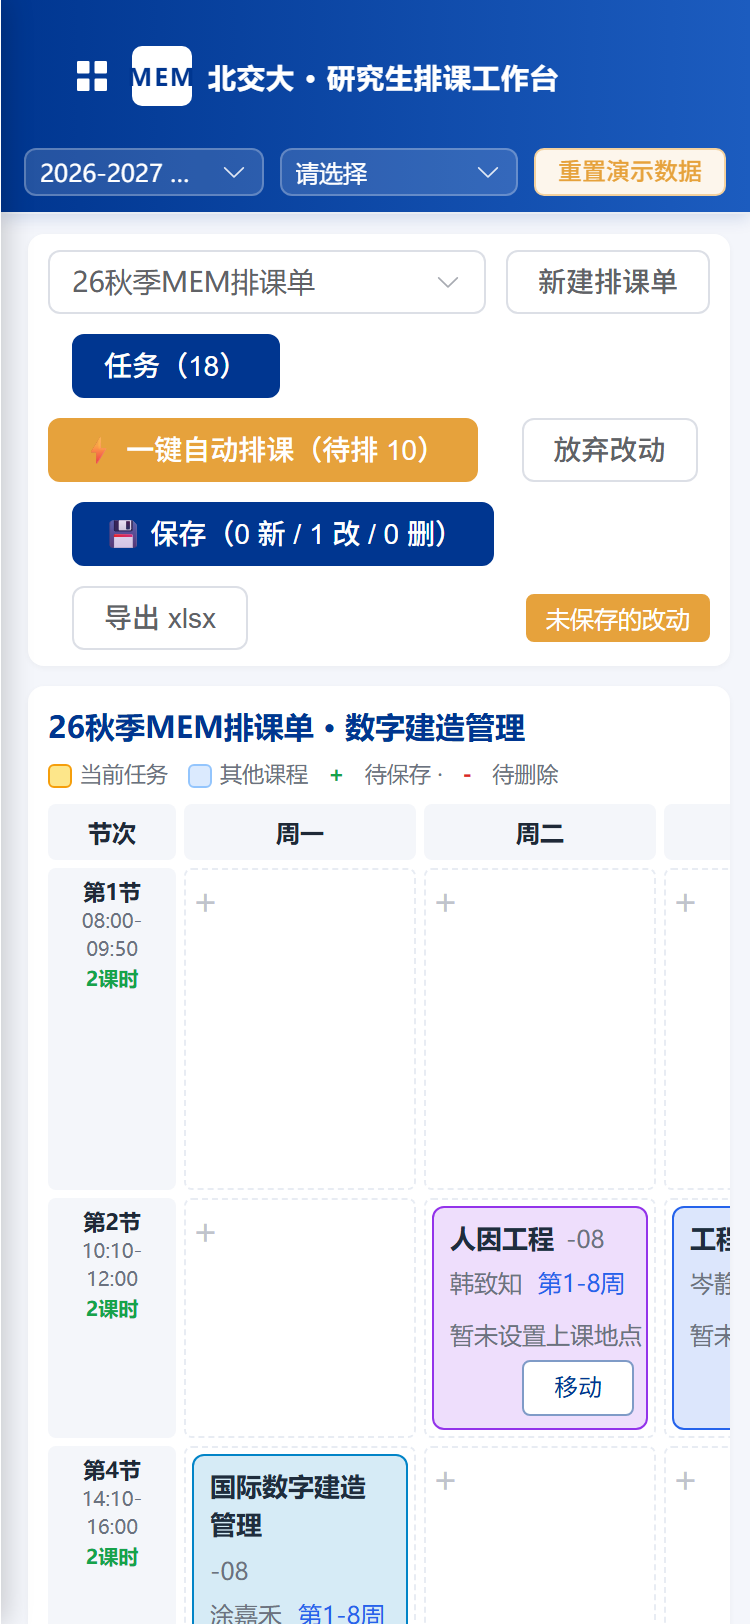 MEM 北交大 • 研究生排课工作台
2026-2027 ... 请选择 重置演示数据
26秋季MEM排课单 新建排课单
任务（18）
一键自动排课（待排 10） 放弃改动
保存（0 新 / 1 改 / 0 删）
导出 xlsx 未保存的改动
26秋季MEM排课单 • 数字建造管理
当前任务 其他课程 + 待保存 · - 待删除
节次 周一 周二
第1节
08:00-
09:50
2课时
+ + +
第2节
10:10-
12:00
2课时
+
人因工程 -08
韩致知 第1-8周
暂未设置上课地点
移动
工程
岑静
暂未
第4节
14:10-
16:00
2课时
国际数字建造
管理
-08
涂嘉禾 第1-8周
+ +